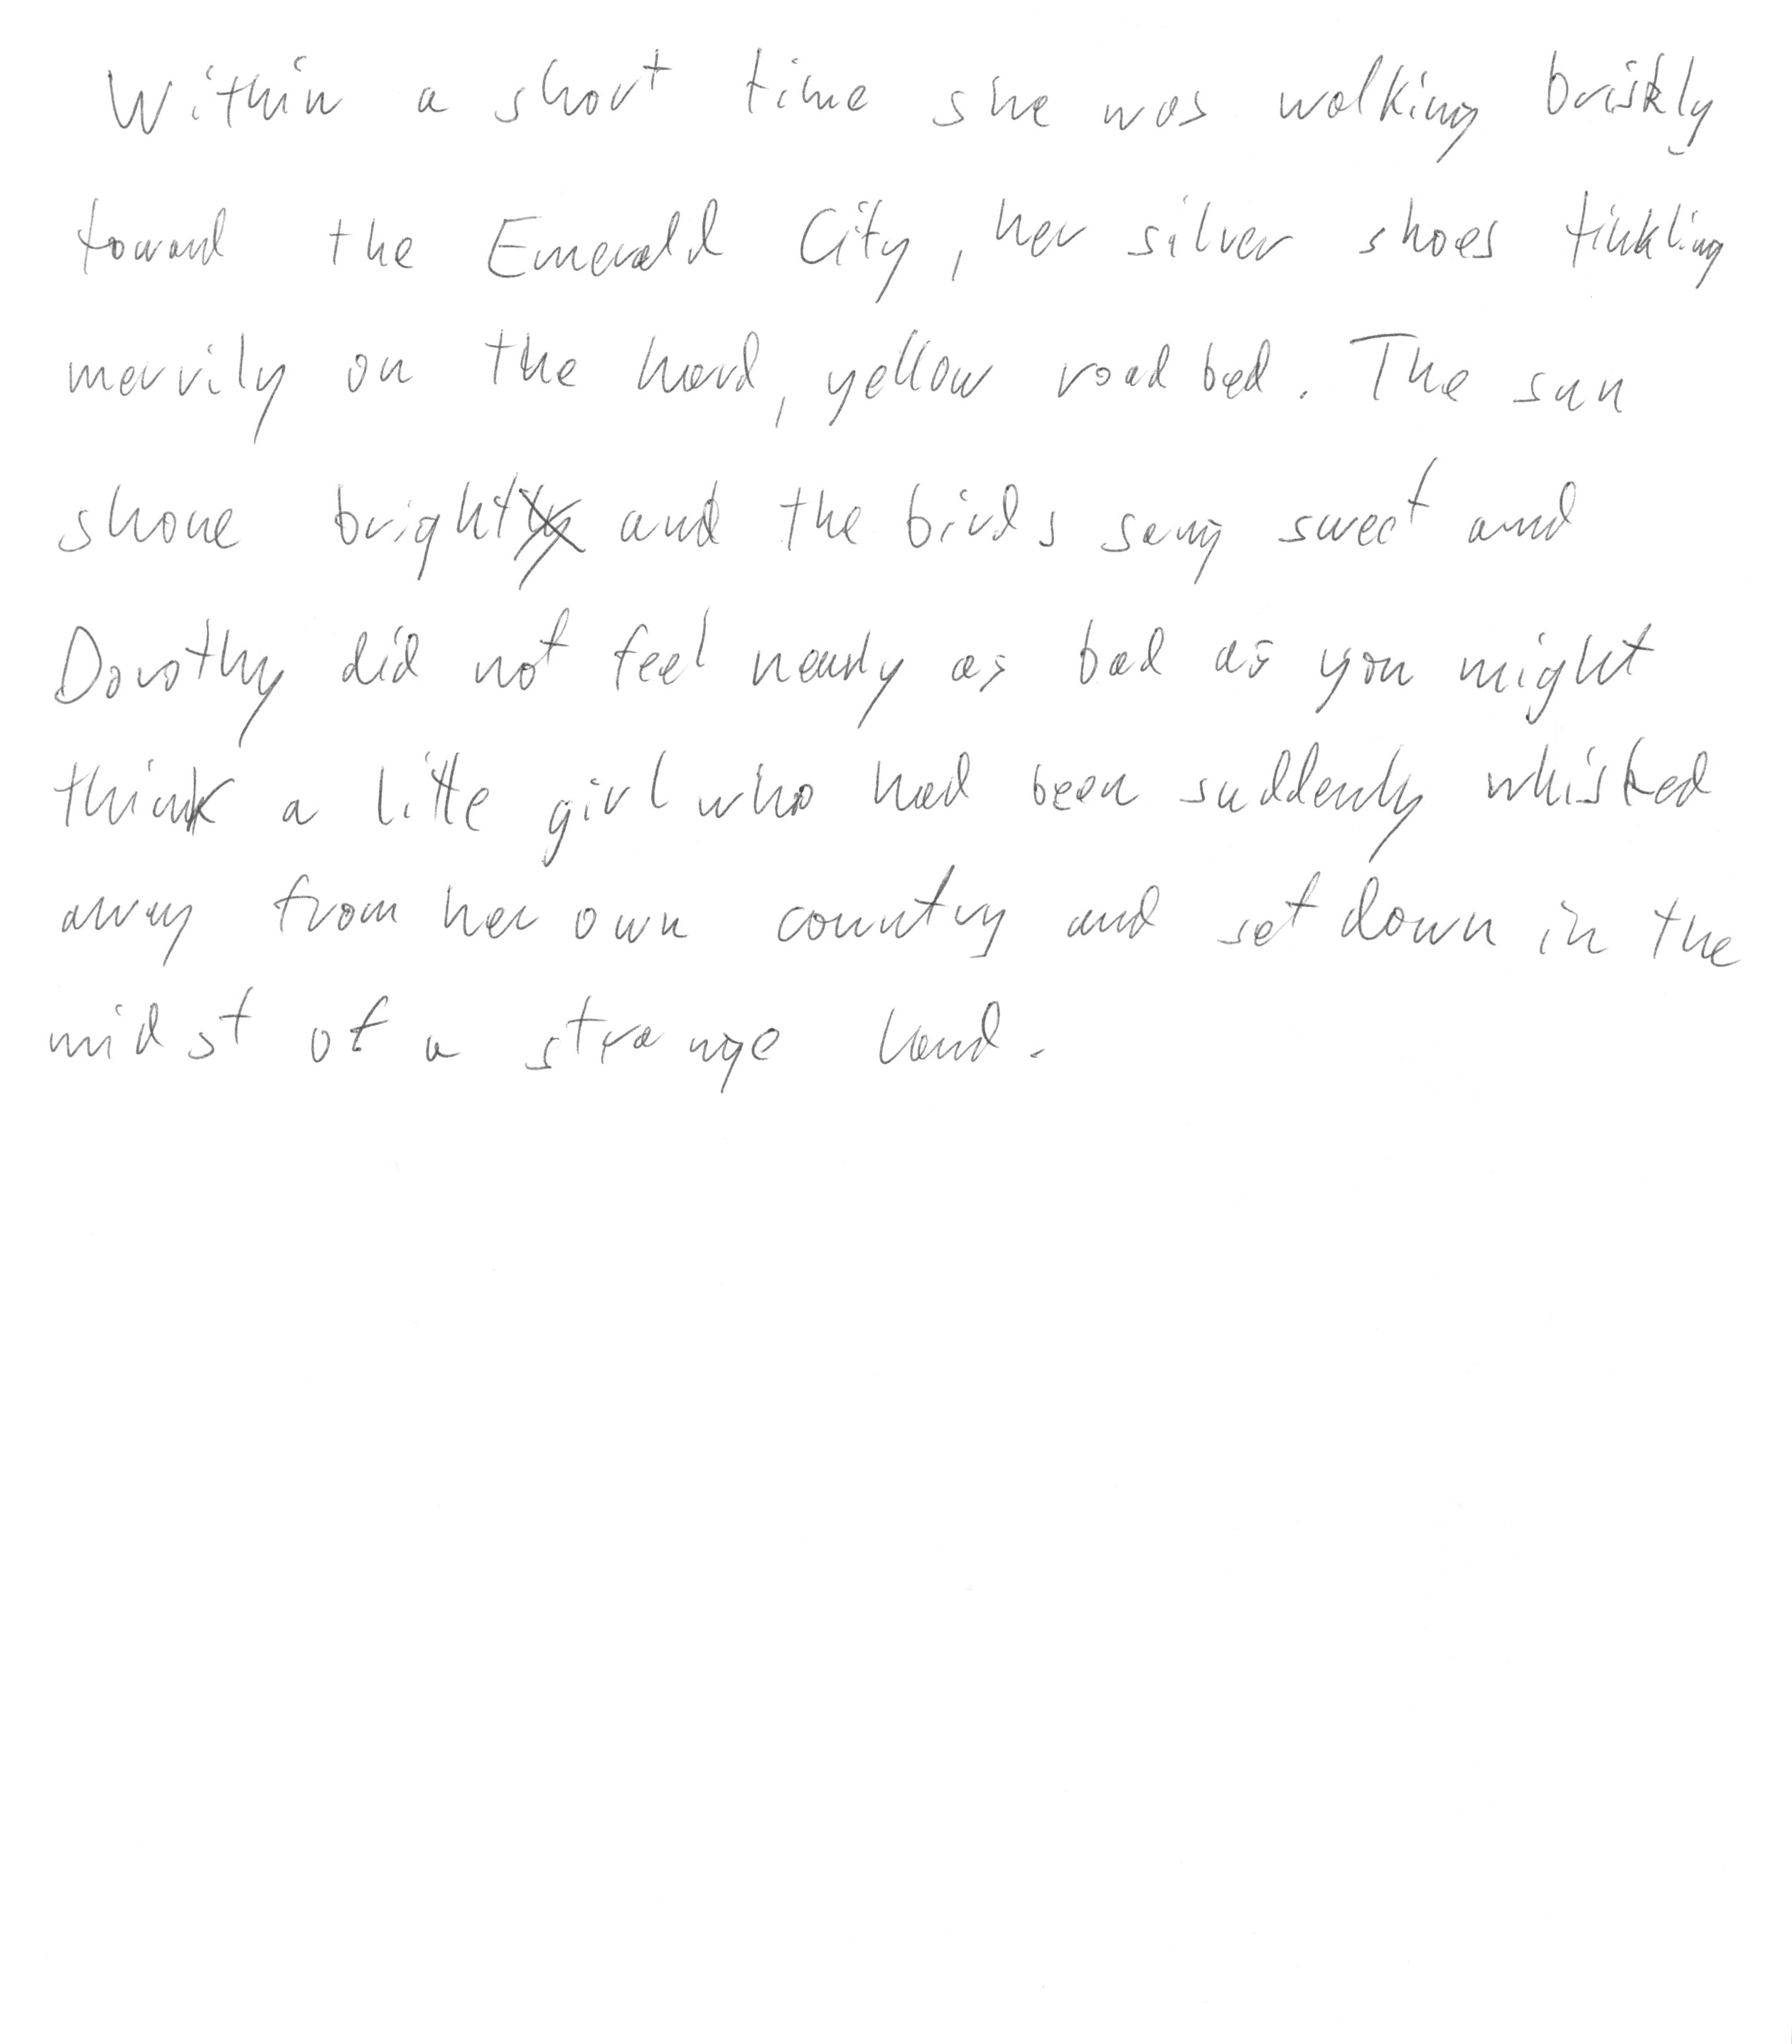 Within a short time she was walking briskly
toward the Emerald City, her silver shoes tinkling
merrily on the hard, yellow roadbed. The sun
shone bright and the birds sang sweet and
Dorothy did not feel nearly as bad as you might
think a little girl who had been suddenly whisked
away from her own country and set down in the
midst of a strange land.